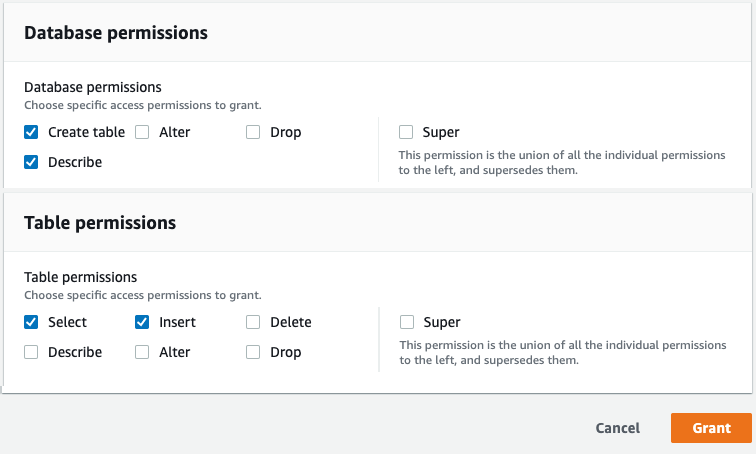 Database permissions
Database permissions
Choose specific access permissions to grant.
Create table Alter Drop Super
Describe
This permission is the union of all the individual permissions
to the left, and supersedes them.
Table permissions
Table permissions
Choose specific access permissions to grant.
Select Insert Delete Super
Describe Alter Drop
This permission is the union of all the individual permissions
to the left, and supersedes them.
Cancel Grant